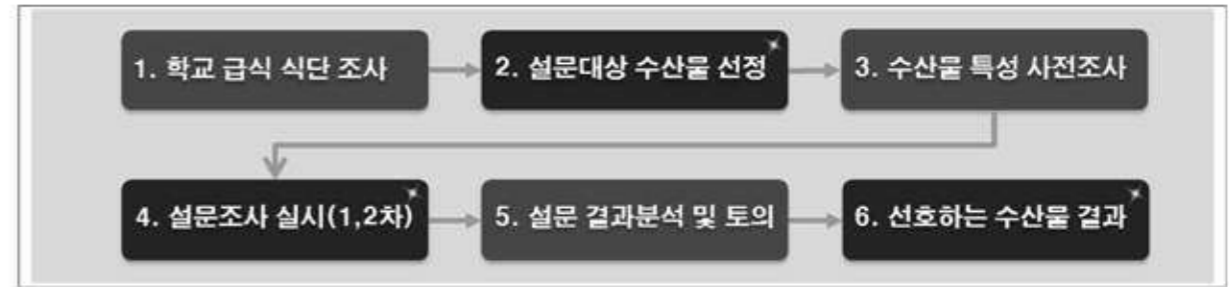 1. 학교 급식 식단 조사
2. 설문대상 수산물 선정
3. 수산물 특성 사전조사
4. 설문조사 실시(1,2차)
5. 설문 결과분석 및 토의
6. 선호하는 수산물 결과